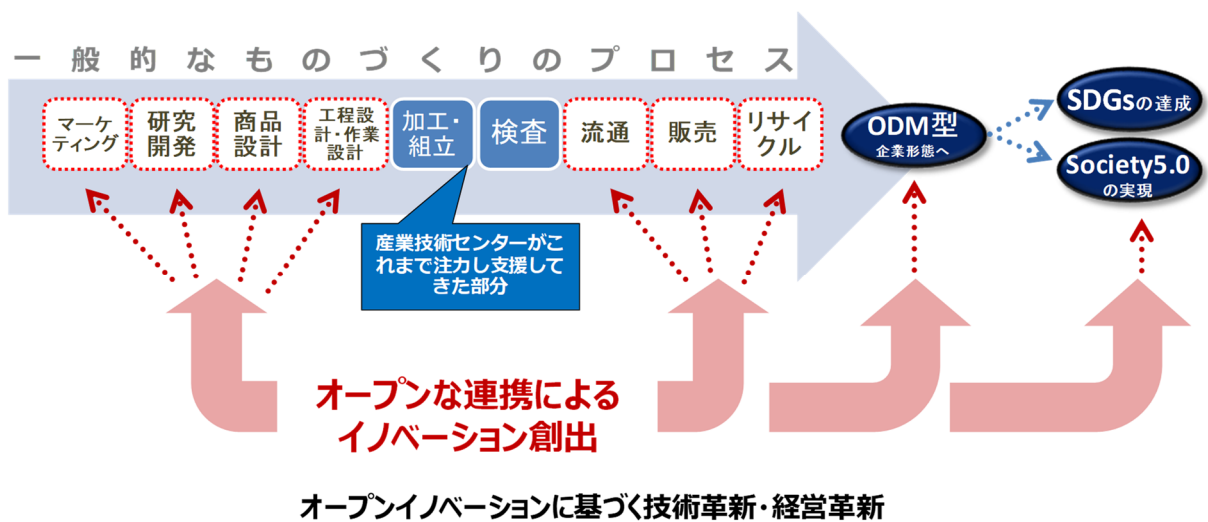 一般的なものづくりのプロセス
マーケ
ティング
研究
開発
商品
設計
工程設
計・作業
設計
加工・
組立
検査
流通
販売
リサイ
クル
ODM型
企業形態へ
SDGsの達成
Society5.0
の実現
産業技術センターがこ
れまで注力し支援して
きた部分
オープンな連携による
イノベーション創出
オープンイノベーションに基づく技術革新・経営革新